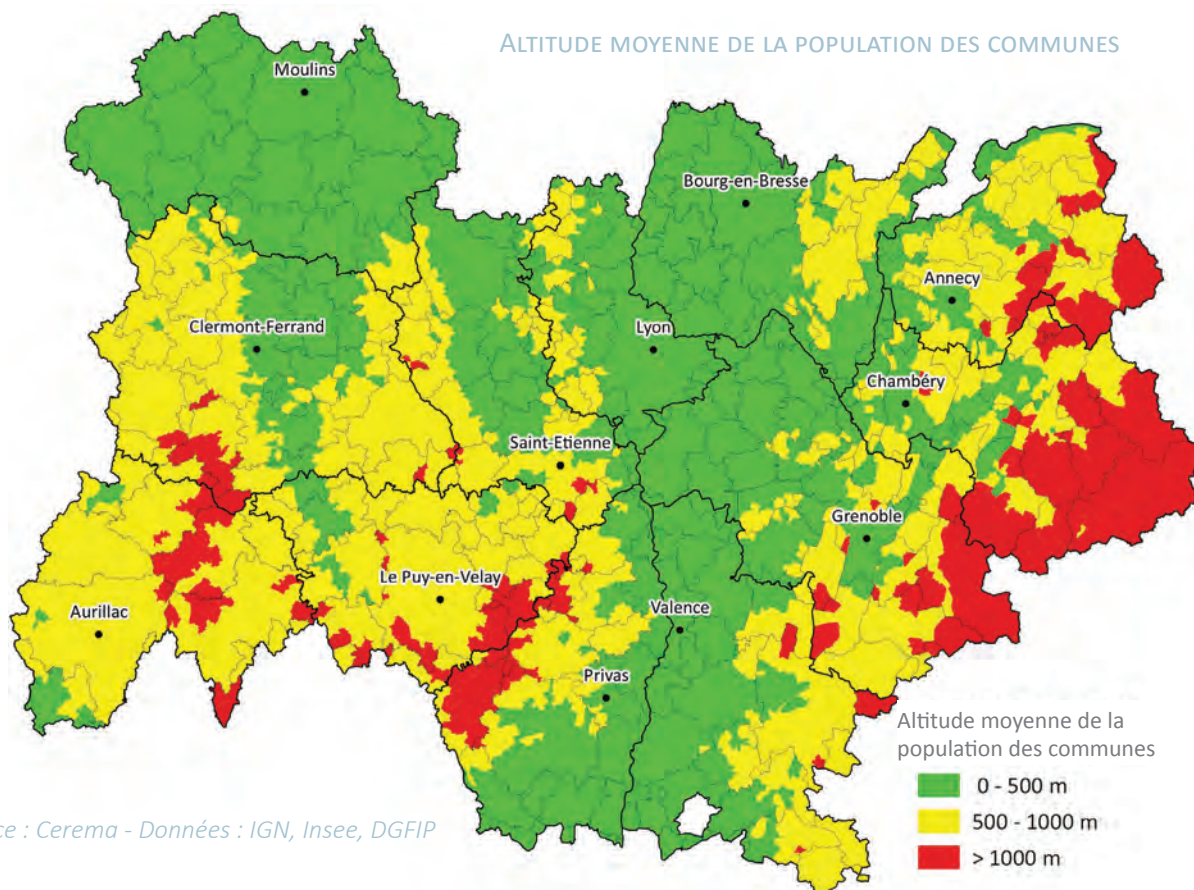 ALTITUDE MOYENNE DE LA POPULATION DES COMMUNES
Moulins
Bourg-en-Bresse
Annecy
Clermont-Ferrand
Lyon
Chambéry
Saint-Etienne
Grenoble
Le Puy-en-Velay
Valence
Aurillac
Privas
Altitude moyenne de la
population des communes
0 - 500 m
500 - 1000 m
> 1000 m
ce : Cerema - Données : IGN, Insee, DGFIP